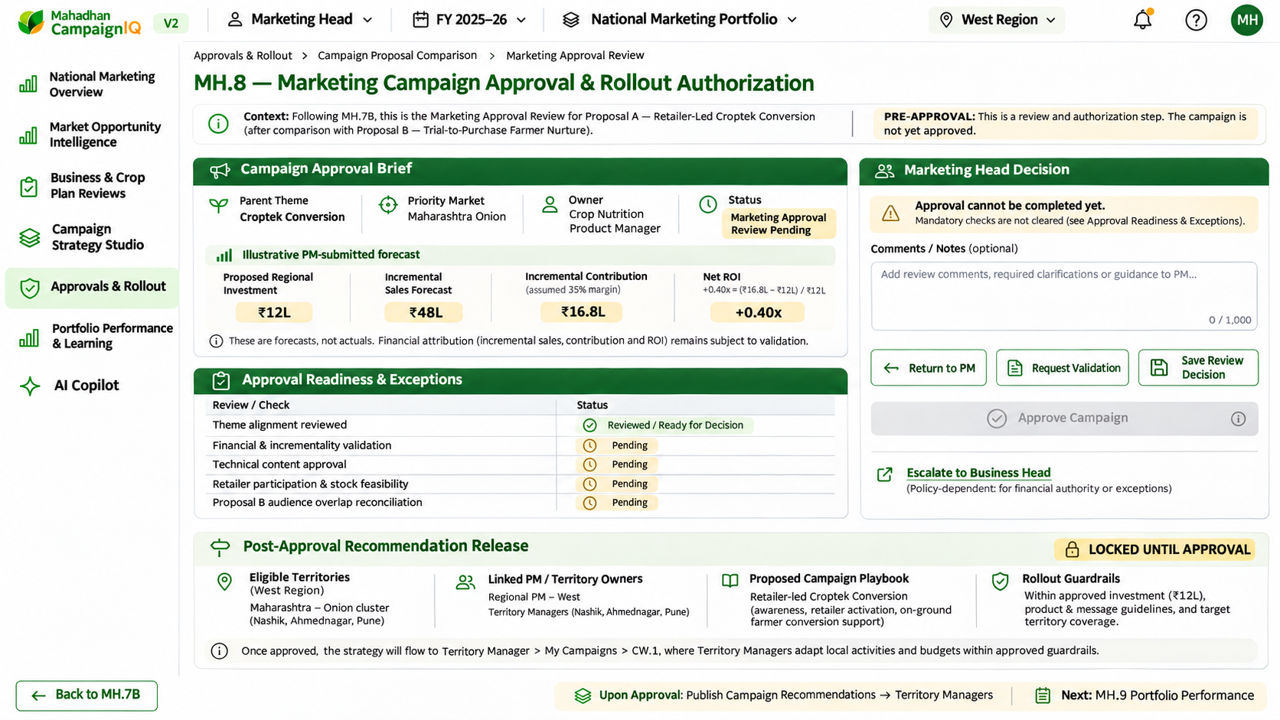 Mahadhan
CampaignIQ
V2
Marketing Head
FY 2025–26
National Marketing Portfolio
West Region
MH
National Marketing
Overview
Market Opportunity
Intelligence
Business & Crop
Plan Reviews
Campaign
Strategy Studio
Approvals & Rollout
Portfolio Performance
& Learning
AI Copilot
Approvals & Rollout > Campaign Proposal Comparison > Marketing Approval Review
MH.8 — Marketing Campaign Approval & Rollout Authorization
Context: Following MH.7B, this is the Marketing Approval Review for Proposal A — Retailer-Led Croptek Conversion
(after comparison with Proposal B — Trial-to-Purchase Farmer Nurture).
PRE-APPROVAL: This is a review and authorization step. The campaign is
not yet approved.
Campaign Approval Brief
Parent Theme
Croptek Conversion
Priority Market
Maharashtra Onion
Owner
Crop Nutrition
Product Manager
Status
Marketing Approval
Review Pending
Illustrative PM-submitted forecast
Proposed Regional
Investment
₹12L
Incremental
Sales Forecast
₹48L
Incremental Contribution
(assumed 35% margin)
₹16.8L
Net ROI
+0.40x = (₹16.8L – ₹12L) / ₹12L
+0.40x
These are forecasts, not actuals. Financial attribution (incremental sales, contribution and ROI) remains subject to validation.
Approval Readiness & Exceptions
Review / Check Status
Theme alignment reviewed Reviewed / Ready for Decision
Financial & incrementality validation Pending
Technical content approval Pending
Retailer participation & stock feasibility Pending
Proposal B audience overlap reconciliation Pending
Marketing Head Decision
Approval cannot be completed yet.
Mandatory checks are not cleared (see Approval Readiness & Exceptions).
Comments / Notes (optional)
Add review comments, required clarifications or guidance to PM...
0 / 1,000
Return to PM
Request Validation
Save Review
Decision
Approve Campaign
Escalate to Business Head
(Policy-dependent: for financial authority or exceptions)
Post-Approval Recommendation Release
LOCKED UNTIL APPROVAL
Eligible Territories
(West Region)
Maharashtra – Onion cluster
(Nashik, Ahmednagar, Pune)
Linked PM / Territory Owners
Regional PM – West
Territory Managers (Nashik, Ahmednagar, Pune)
Proposed Campaign Playbook
Retailer-led Croptek Conversion
(awareness, retailer activation, on-ground
farmer conversion support)
Rollout Guardrails
Within approved investment (₹12L),
product & message guidelines, and target
territory coverage.
Once approved, the strategy will flow to Territory Manager > My Campaigns > CW.1, where Territory Managers adapt local activities and budgets within approved guardrails.
← Back to MH.7B
Upon Approval: Publish Campaign Recommendations → Territory Managers
Next: MH.9 Portfolio Performance